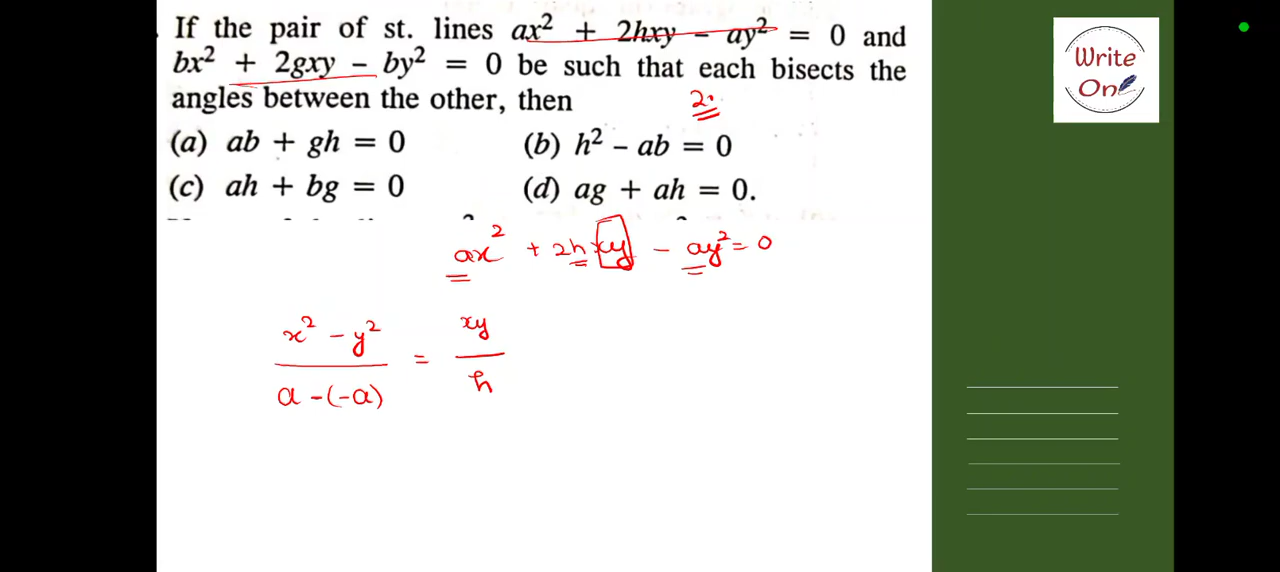 If the pair of st. lines ax² + 2hxy – ay² = 0 and
bx² + 2gxy – by² = 0 be such that each bisects the
angles between the other, then
2.
(a) ab + gh = 0 (b) h² – ab = 0
(c) ah + bg = 0 (d) ag + ah = 0.
ax² + 2hxy – ay² = 0
x² – y² / a – (–a) = xy / h
Write
On